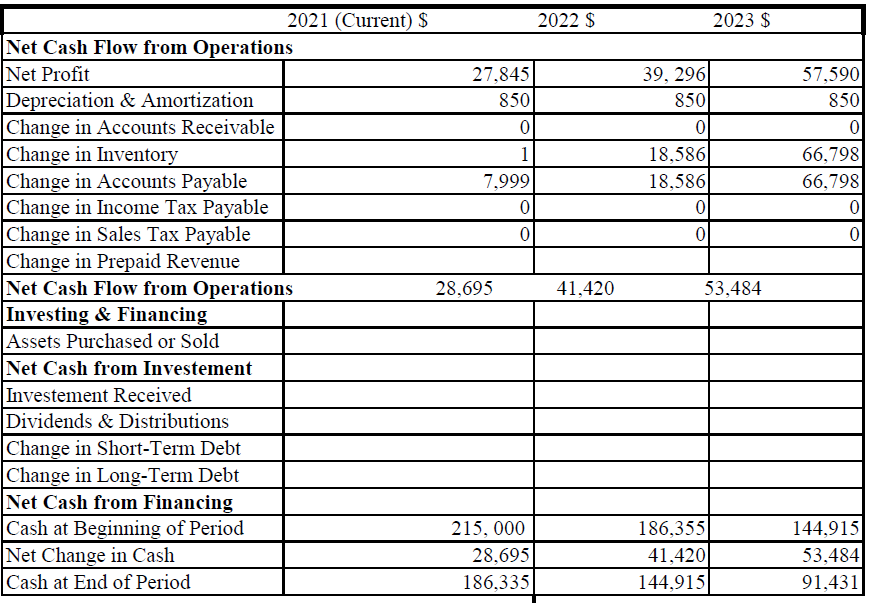 2021 (Current) $ 2022 $ 2023 $
Net Cash Flow from Operations
Net Profit 27,845 39, 296 57,590
Depreciation & Amortization 850 850 850
Change in Accounts Receivable 0 0 0
Change in Inventory 1 18,586 66,798
Change in Accounts Payable 7,999 18,586 66,798
Change in Income Tax Payable 0 0 0
Change in Sales Tax Payable 0 0 0
Change in Prepaid Revenue
Net Cash Flow from Operations 28,695 41,420 53,484
Investing & Financing
Assets Purchased or Sold
Net Cash from Investement
Investement Received
Dividends & Distributions
Change in Short-Term Debt
Change in Long-Term Debt
Net Cash from Financing
Cash at Beginning of Period 215, 000 186,355 144,915
Net Change in Cash 28,695 41,420 53,484
Cash at End of Period 186,335 144,915 91,431